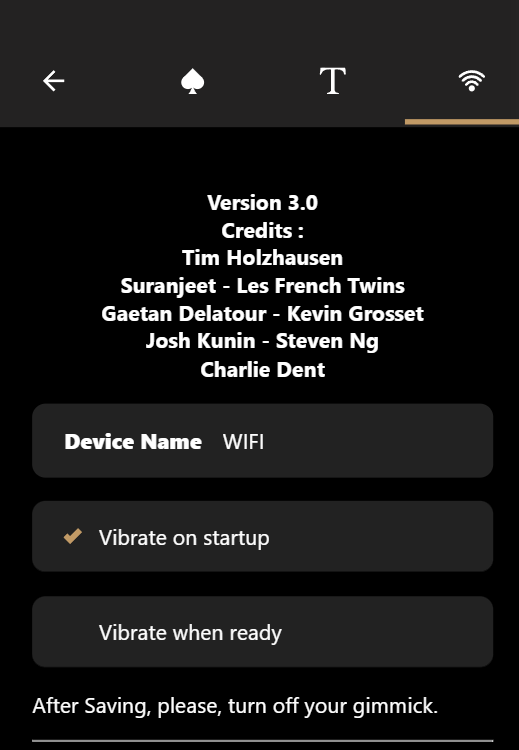 T
Version 3.0
Credits :
Tim Holzhausen
Suranjeet - Les French Twins
Gaetan Delatour - Kevin Grosset
Josh Kunin - Steven Ng
Charlie Dent
Device Name WIFI
Vibrate on startup
Vibrate when ready
After Saving, please, turn off your gimmick.